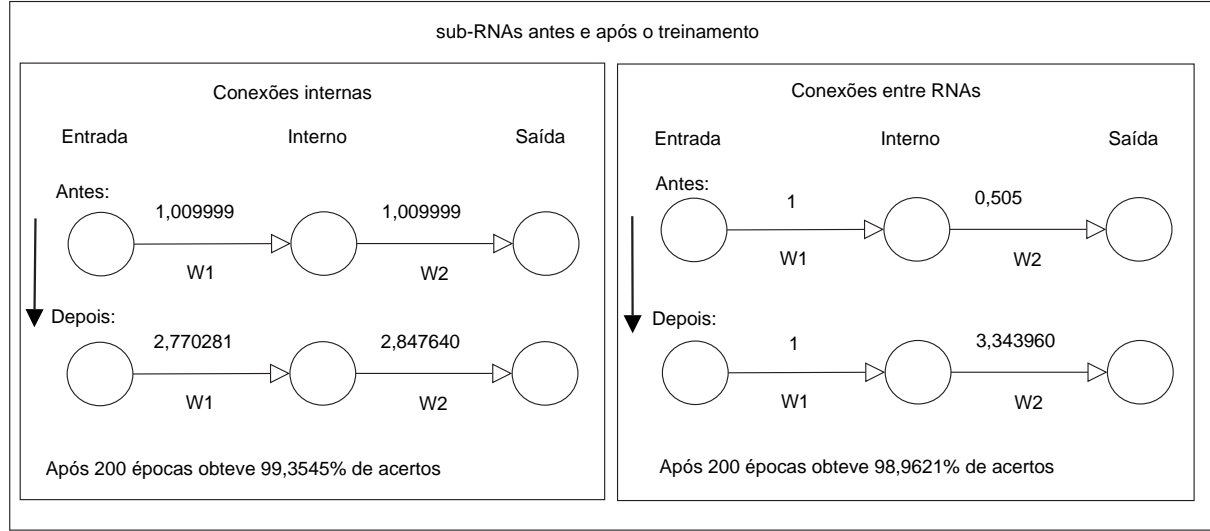 sub-RNAs antes e após o treinamento
Conexões internas
Entrada Interno Saída
Antes:
1,009999 1,009999
W1 W2
Depois:
2,770281 2,847640
W1 W2
Após 200 épocas obteve 99,3545% de acertos
Conexões entre RNAs
Entrada Interno Saída
Antes:
1 0,505
W1 W2
Depois:
1 3,343960
W1 W2
Após 200 épocas obteve 98,9621% de acertos